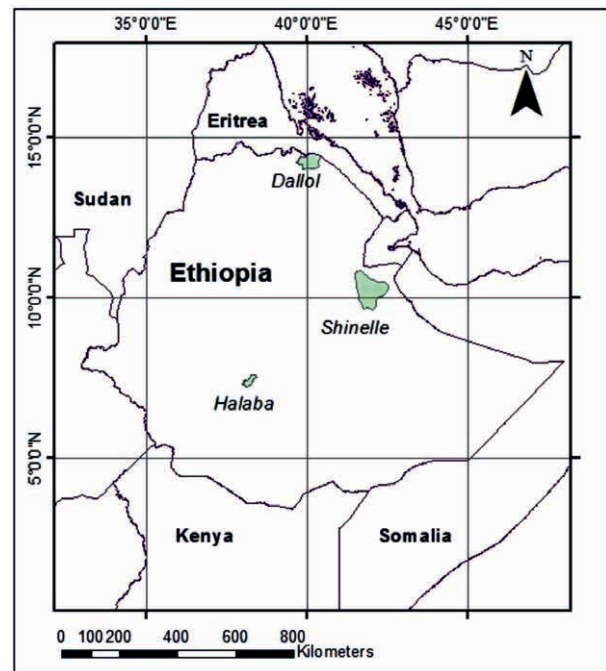 35°0'0"E 40°0'0"E 45°0'0"E
N
Eritrea
15°0'0"N
Dallol
Sudan
Ethiopia
10°0'0"N
Shinelle
Halaba
5°0'0"N
Kenya Somalia
0 100 200 400 600 800
Kilometers